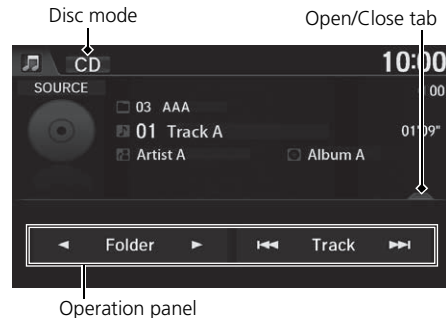 Disc mode
Open/Close tab
CD
10:00
SOURCE
03 AAA
01 Track A
01'09"
Artist A
Album A
Folder
Track
Operation panel